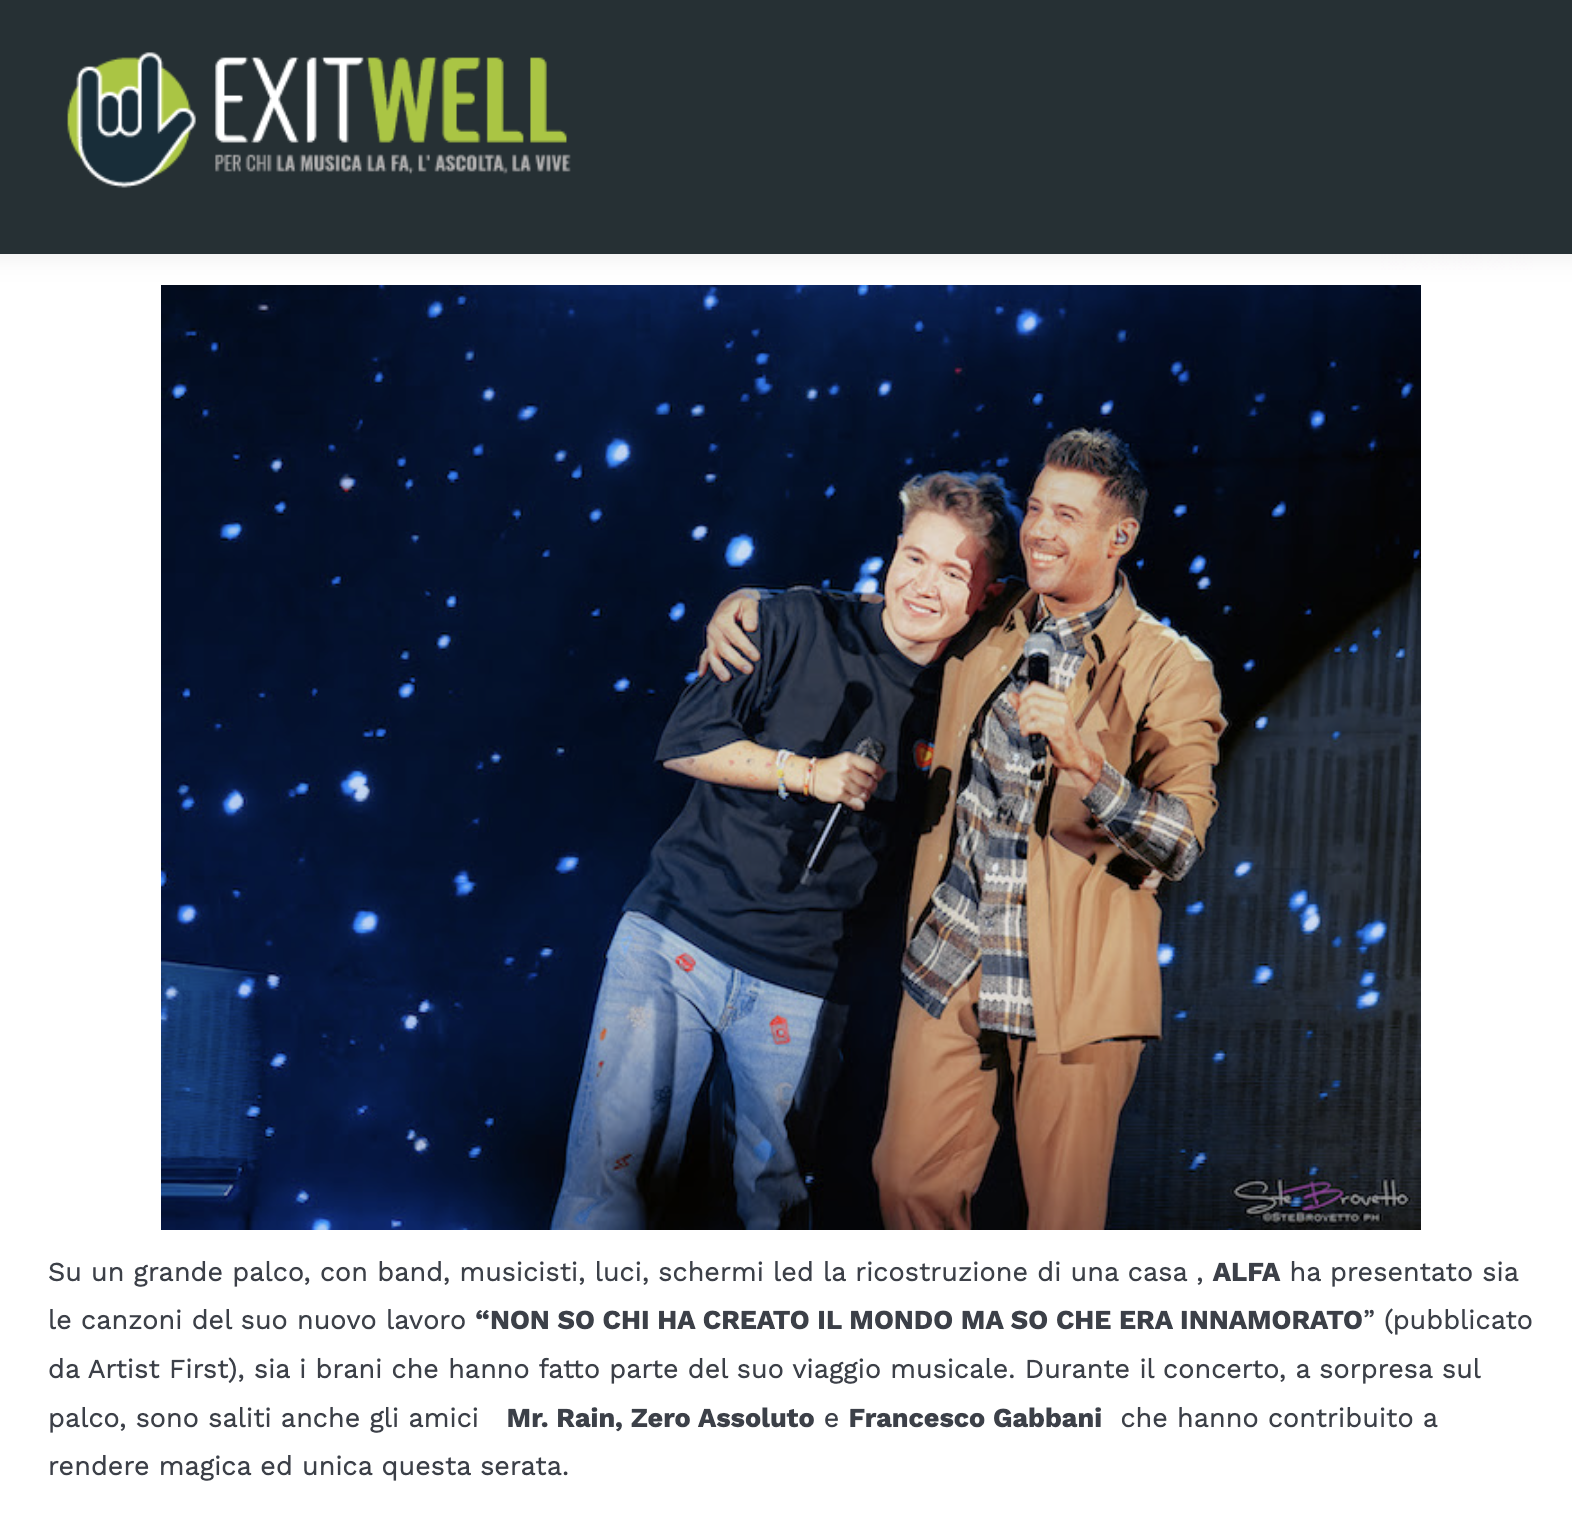 EXITWELL
PER CHI LA MUSICA LA FA, L' ASCOLTA, LA VIVE
Ste Brovetto
©STEBROVETTO PH
Su un grande palco, con band, musicisti, luci, schermi led la ricostruzione di una casa , ALFA ha presentato sia
le canzoni del suo nuovo lavoro “NON SO CHI HA CREATO IL MONDO MA SO CHE ERA INNAMORATO” (pubblicato
da Artist First), sia i brani che hanno fatto parte del suo viaggio musicale. Durante il concerto, a sorpresa sul
palco, sono saliti anche gli amici Mr. Rain, Zero Assoluto e Francesco Gabbani che hanno contribuito a
rendere magica ed unica questa serata.